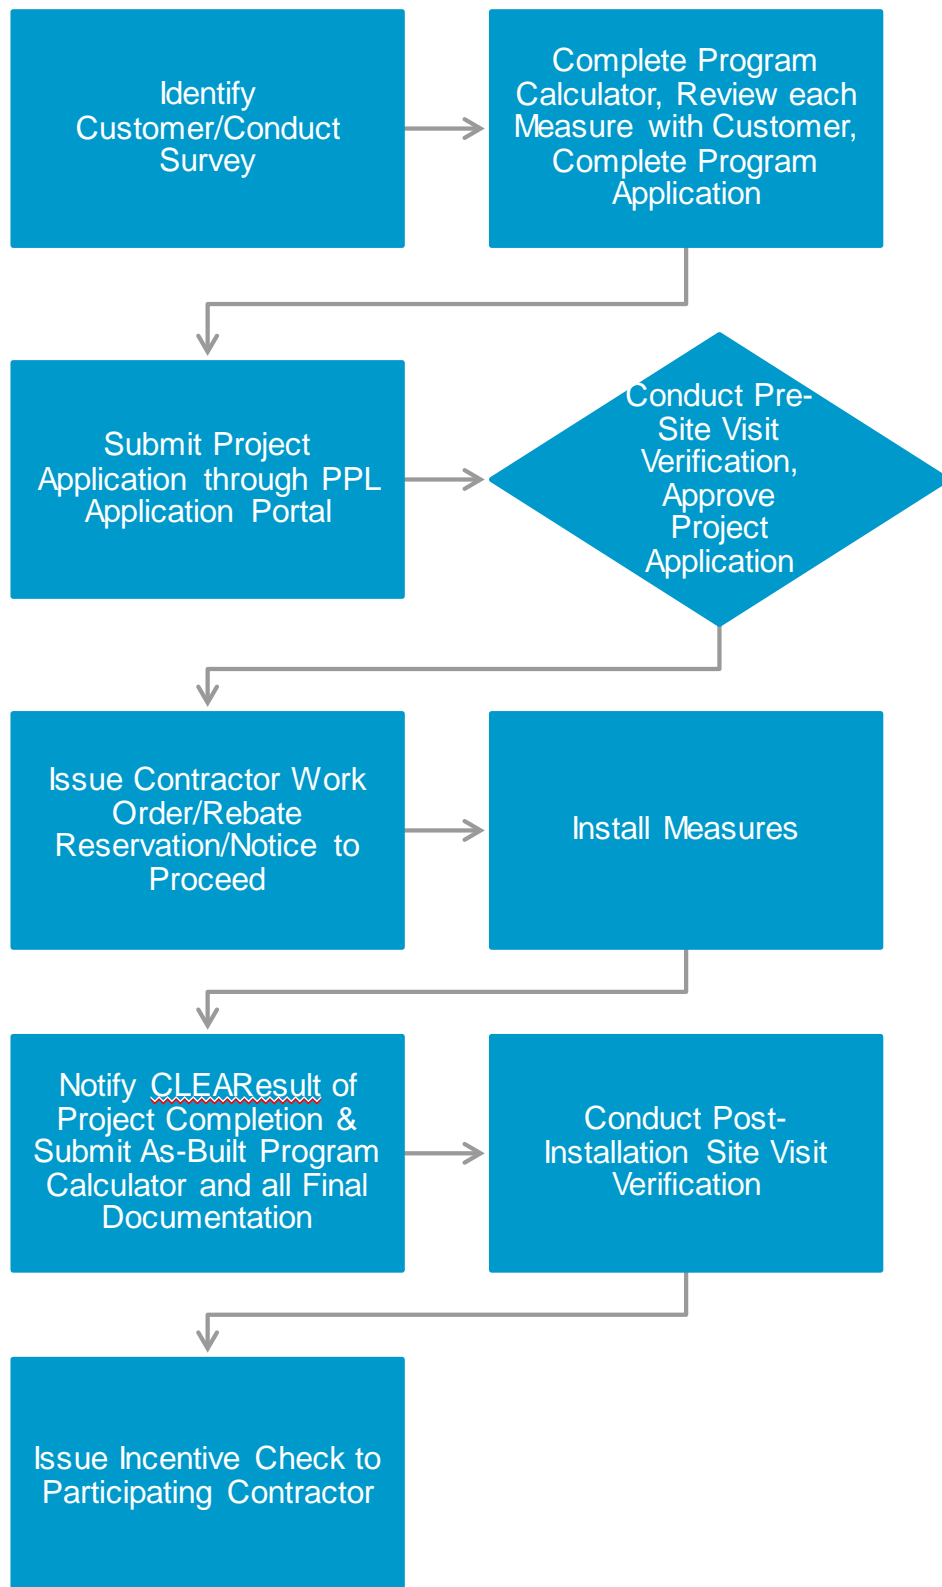 Identify
Customer/Conduct
Survey
Complete Program
Calculator, Review each
Measure with Customer,
Complete Program
Application
Submit Project
Application through PPL
Application Portal
Conduct Pre-
Site Visit
Verification,
Approve
Project
Application
Issue Contractor Work
Order/Rebate
Reservation/Notice to
Proceed
Install Measures
Notify CLEAResult of
Project Completion &
Submit As-Built Program
Calculator and all Final
Documentation
Conduct Post-
Installation Site Visit
Verification
Issue Incentive Check to
Participating Contractor